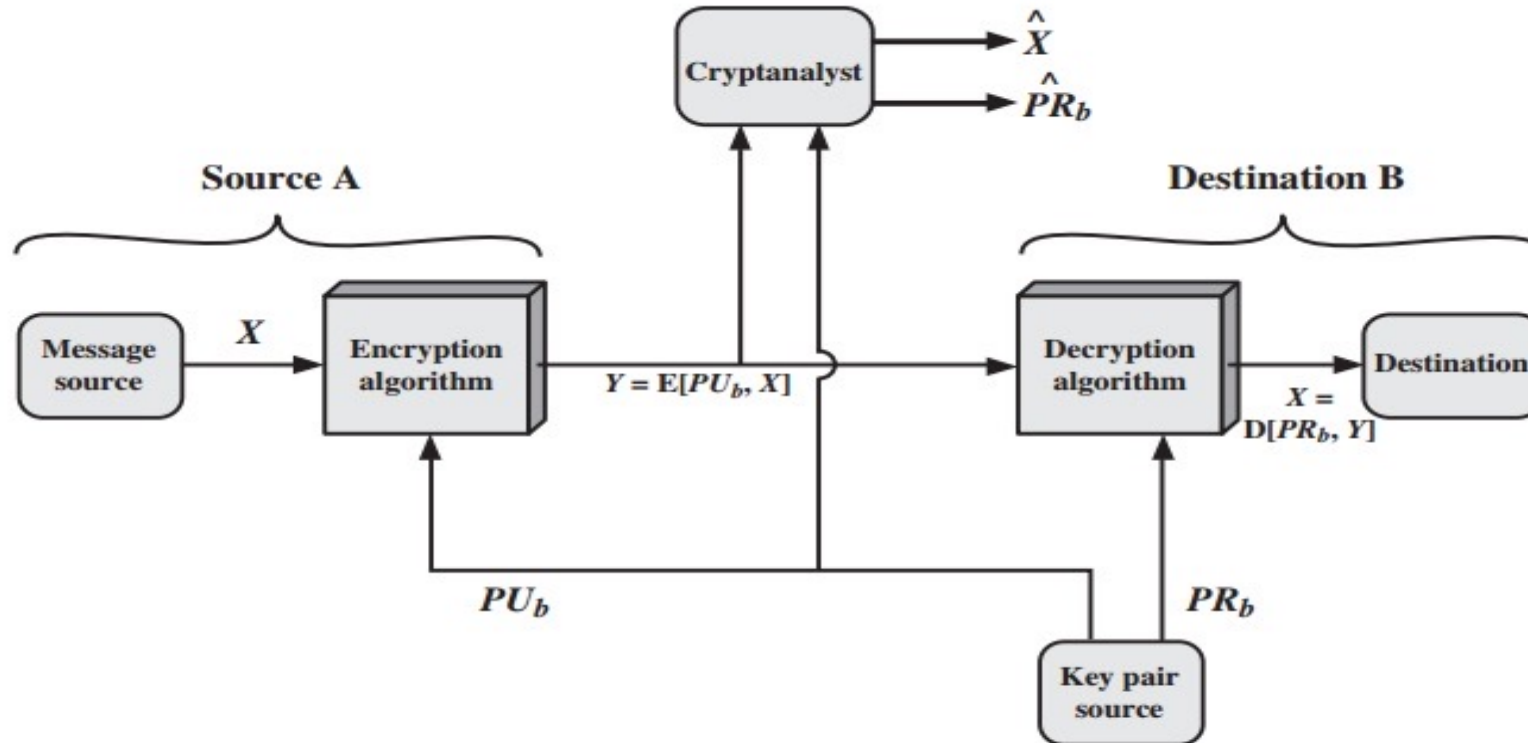 X̂
Cryptanalyst
P̂R_b
Source A
Destination B
Message
source
X
Encryption
algorithm
Y = E[PU_b, X]
Decryption
algorithm
X =
D[PR_b, Y]
Destination
PU_b
PR_b
Key pair
source